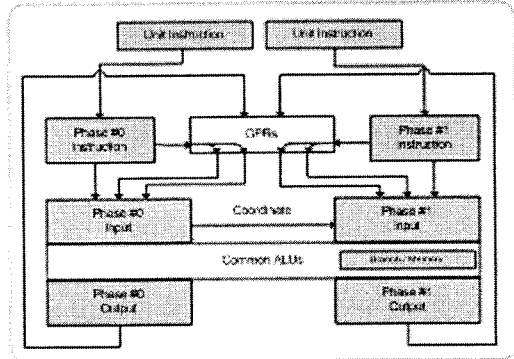 Unit Instruction Unit Instruction
Phase #0 Instruction
GPRs
Phase #1 Instruction
Phase #0 Input
Coordinate
Phase #1 Input
Common ALUs
Memory
Phase #0 Output
Phase #1 Output